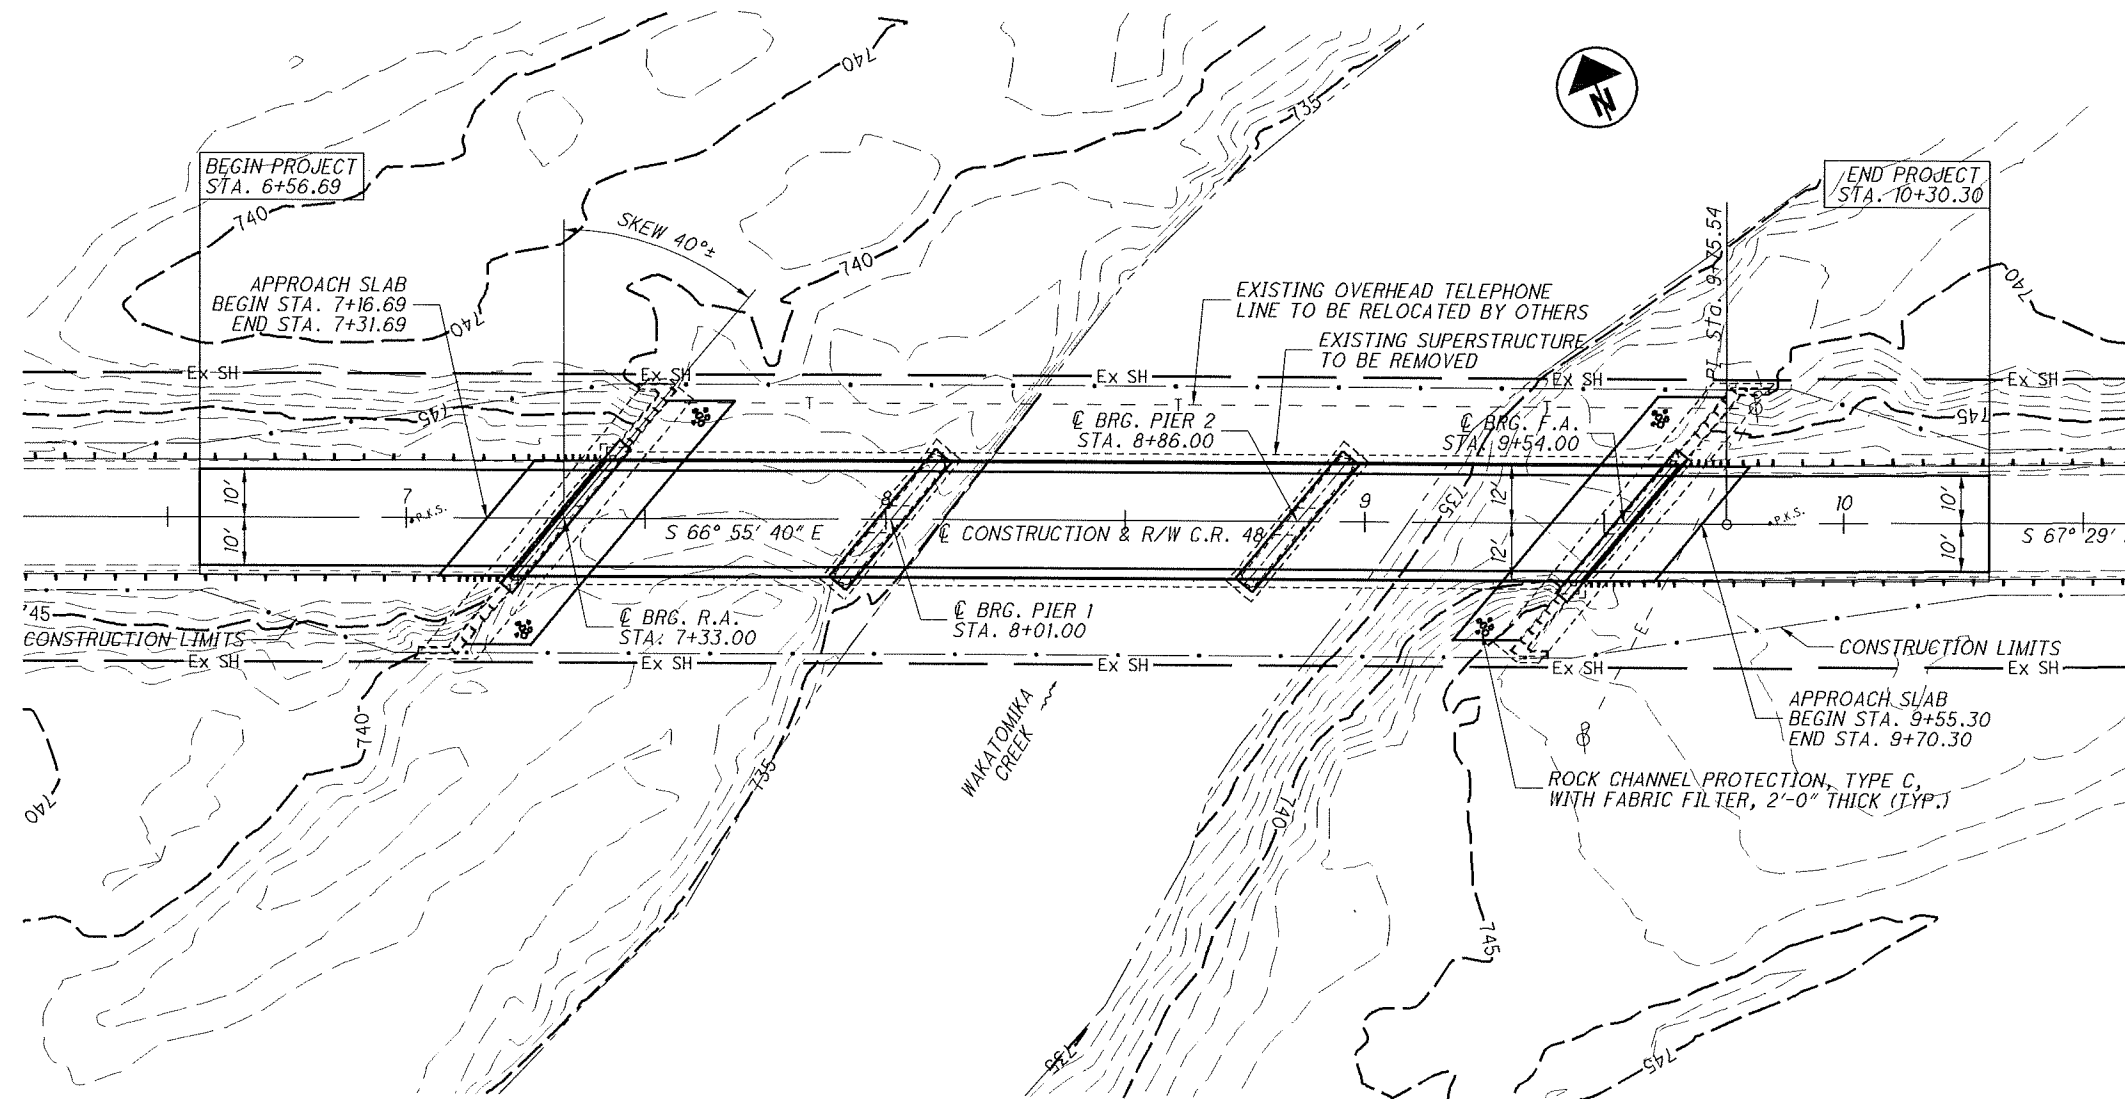 740
735
N
BEGIN PROJECT
STA. 6+56.69
END PROJECT
STA. 10+30.30
740
SKEW 40°±
PI Sta. 9+75.54
740
740
APPROACH SLAB
BEGIN STA. 7+16.69
END STA. 7+31.69
740
EXISTING OVERHEAD TELEPHONE
LINE TO BE RELOCATED BY OTHERS
EXISTING SUPERSTRUCTURE
TO BE REMOVED
Ex SH
Ex SH
Ex SH
Ex SH
Ex SH
745
T
T
T
745
℄ BRG. PIER 2
STA. 8+86.00
℄ BRG. F.A.
STA. 9+54.00
10'
10'
7
P.K.S.
8
735
9
12'
12'
P.K.S.
10
10'
10'
S 66° 55' 40" E
℄ CONSTRUCTION & R/W C.R. 48
S 67° 29'
'45
CONSTRUCTION LIMITS
℄ BRG. R.A.
STA. 7+33.00
℄ BRG. PIER 1
STA. 8+01.00
E
CONSTRUCTION LIMITS
Ex SH
Ex SH
Ex SH
Ex SH
Ex SH
WAKATOMIKA
CREEK
APPROACH SLAB
BEGIN STA. 9+55.30
END STA. 9+70.30
740
735
740
740
ROCK CHANNEL PROTECTION, TYPE C,
WITH FABRIC FILTER, 2'-0" THICK (TYP.)
745
735
745